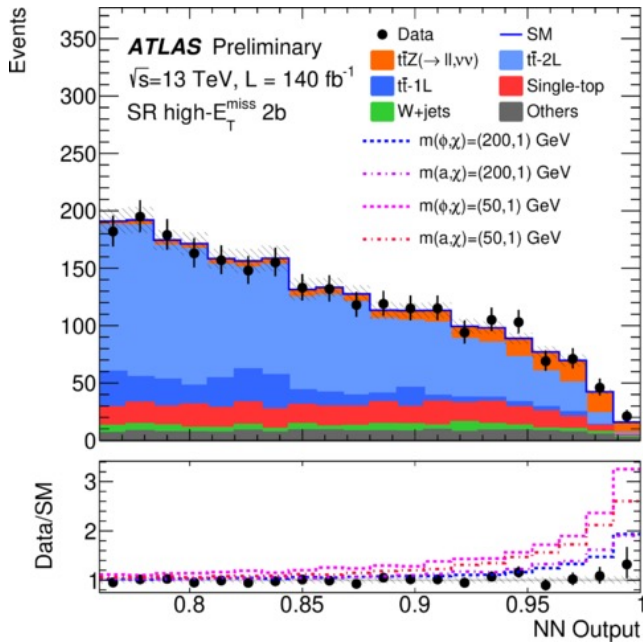 Events
350
300
250
200
150
100
50
0
ATLAS Preliminary
√s=13 TeV, L = 140 fb⁻¹
SR high-E_T^miss 2b
Data
SM
tt̄Z(→ ll,νν)
tt̄-2L
tt̄-1L
Single-top
W+jets
Others
m(ϕ,χ)=(200,1) GeV
m(a,χ)=(200,1) GeV
m(ϕ,χ)=(50,1) GeV
m(a,χ)=(50,1) GeV
Data/SM
3
2
1
0.8
0.85
0.9
0.95
1
NN Output